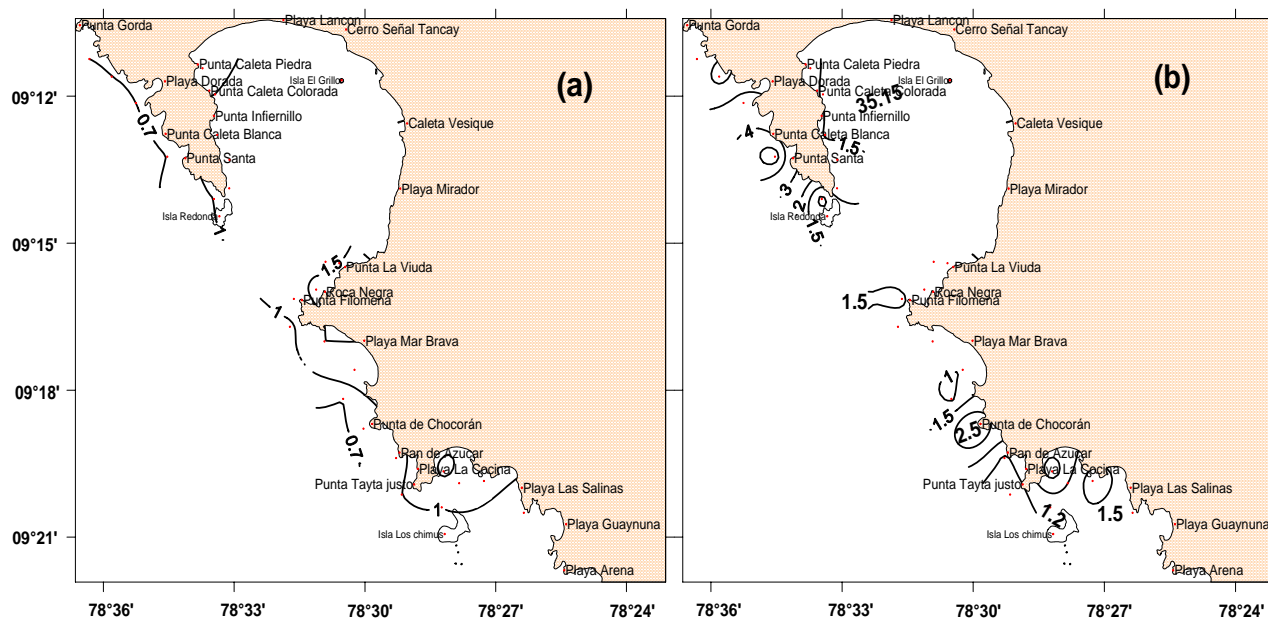 Punta Gorda
Playa Lancon
Cerro Señal Tancay
Punta Caleta Piedra
Isla El Grillo
(a)
Playa Dorada
Punta Caleta Colorada
09°12'
0.7
Punta Infiernillo
Caleta Vesique
Punta Caleta Blanca
Punta Santa
Playa Mirador
Isla Redonda
1
09°15'
1.5
Punta La Viuda
Roca Negra
1
Punta Filomena
Playa Mar Brava
09°18'
Punta de Chocorán
0.7
Pan de Azucar
Playa La Cocina
Punta Tayta justo
Playa Las Salinas
1
Playa Guaynuna
09°21'
Isla Los chimus
Playa Arena
78°36'
78°33'
78°30'
78°27'
78°24'
Punta Gorda
Playa Lancon
Cerro Señal Tancay
Punta Caleta Piedra
Isla El Grillo
(b)
Playa Dorada
Punta Caleta Colorada
35.15
Punta Infiernillo
Caleta Vesique
4
Punta Caleta Blanca
1.5
Punta Santa
3
Playa Mirador
2
Isla Redonda
1.5
Punta La Viuda
Roca Negra
1.5
Punta Filomena
Playa Mar Brava
1
1.5
Punta de Chocorán
2.5
Pan de Azucar
Playa La Cocina
Punta Tayta justo
Playa Las Salinas
1.2
1.5
Playa Guaynuna
Isla Los chimus
Playa Arena
78°36'
78°33'
78°30'
78°27'
78°24'